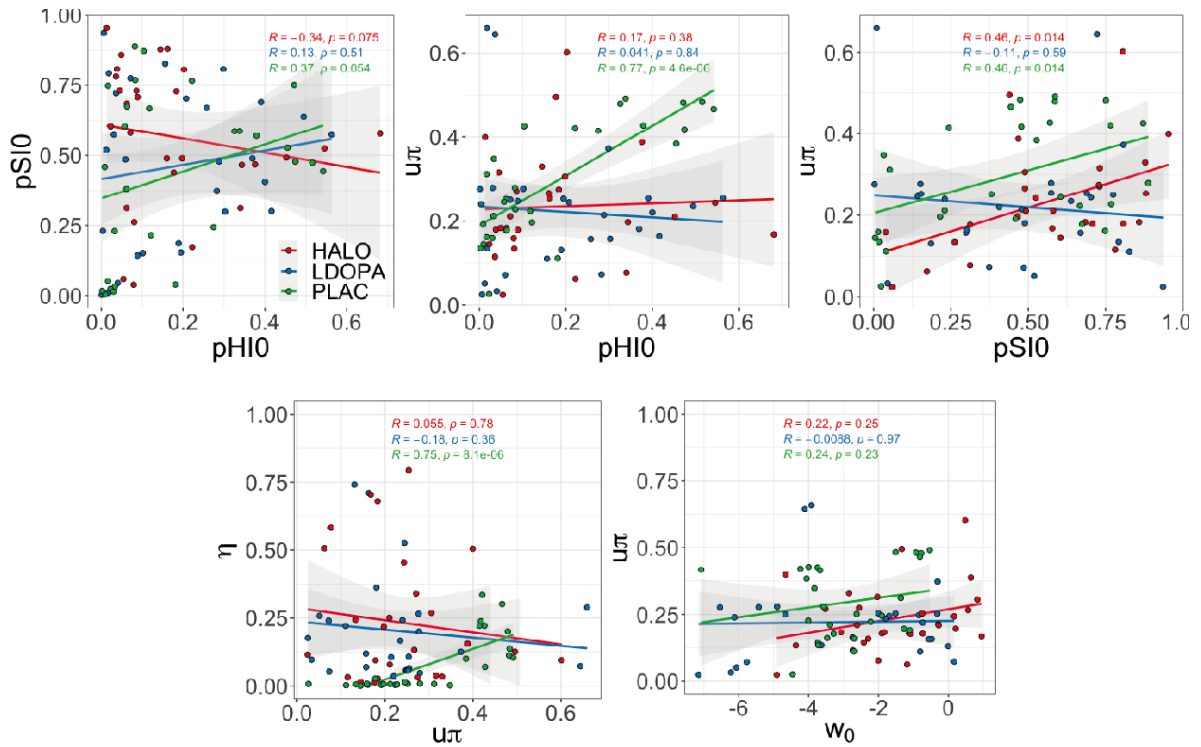 1.00
0.75
0.50
0.25
0.00
pSI0
R = −0.34, p = 0.075
R = 0.13, p = 0.51
R = 0.37, p = 0.054
HALO
LDOPA
PLAC
0.0 0.2 0.4 0.6
pHI0
0.6
0.4
0.2
0.0
uπ
R = 0.17, p = 0.38
R = 0.041, p = 0.84
R = 0.77, p = 4.6e-06
0.0 0.2 0.4 0.6
pHI0
0.6
0.4
0.2
0.0
uπ
R = 0.46, p = 0.014
R = −0.11, p = 0.59
R = 0.46, p = 0.014
0.00 0.25 0.50 0.75 1.0
pSI0
1.00
0.75
0.50
0.25
0.00
η
R = 0.055, p = 0.78
R = −0.18, p = 0.36
R = 0.75, p = 8.1e-06
0.0 0.2 0.4 0.6
uπ
1.00
0.75
0.50
0.25
0.00
uπ
R = 0.22, p = 0.25
R = −0.0088, p = 0.97
R = 0.24, p = 0.23
-6 -4 -2 0
w₀